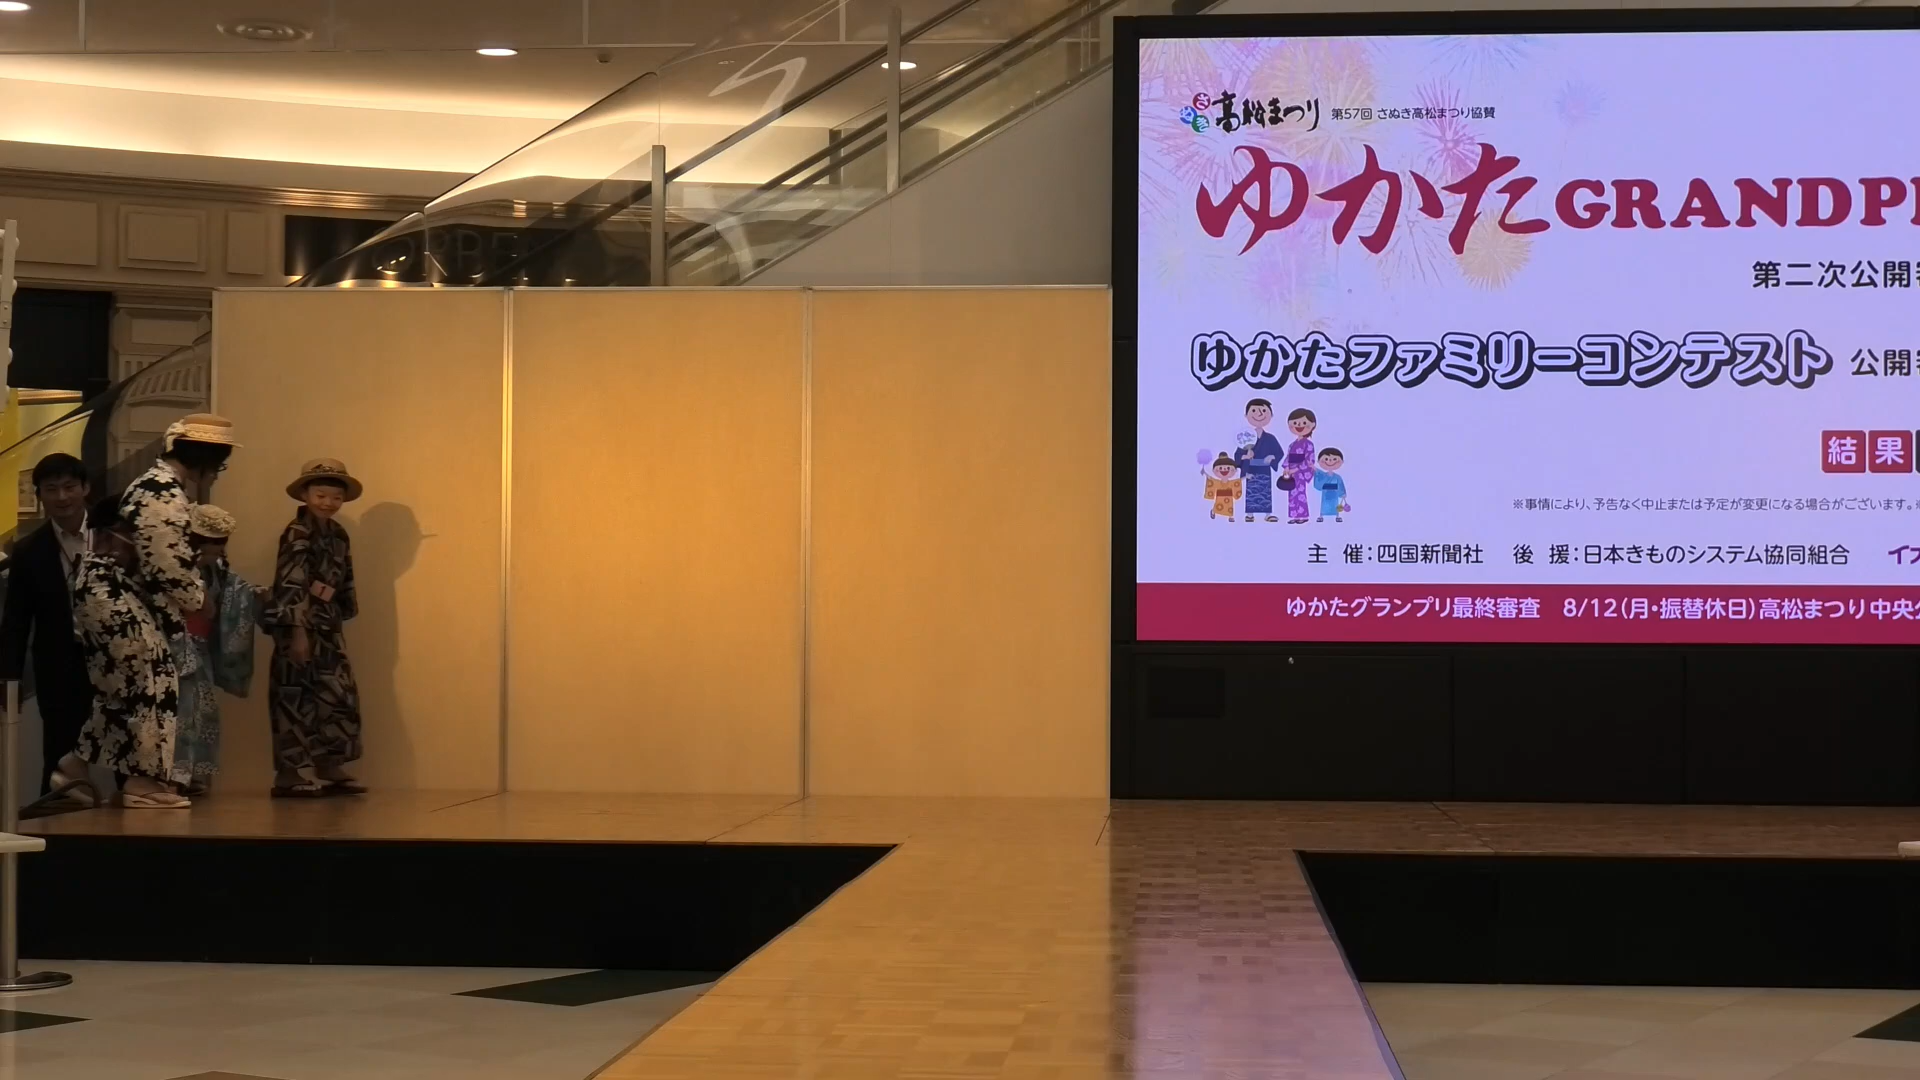 さぬき高松まつり 第57回 さぬき高松まつり協賛
ゆかたGRANDP
第二次公開
ゆかたファミリーコンテスト 公開
結果
※事情により、予告なく中止または予定が変更になる場合がございます。
主 催：四国新聞社 後 援：日本きものシステム協同組合 イオ
ゆかたグランプリ最終審査 8/12(月・振替休日)高松まつり中央公